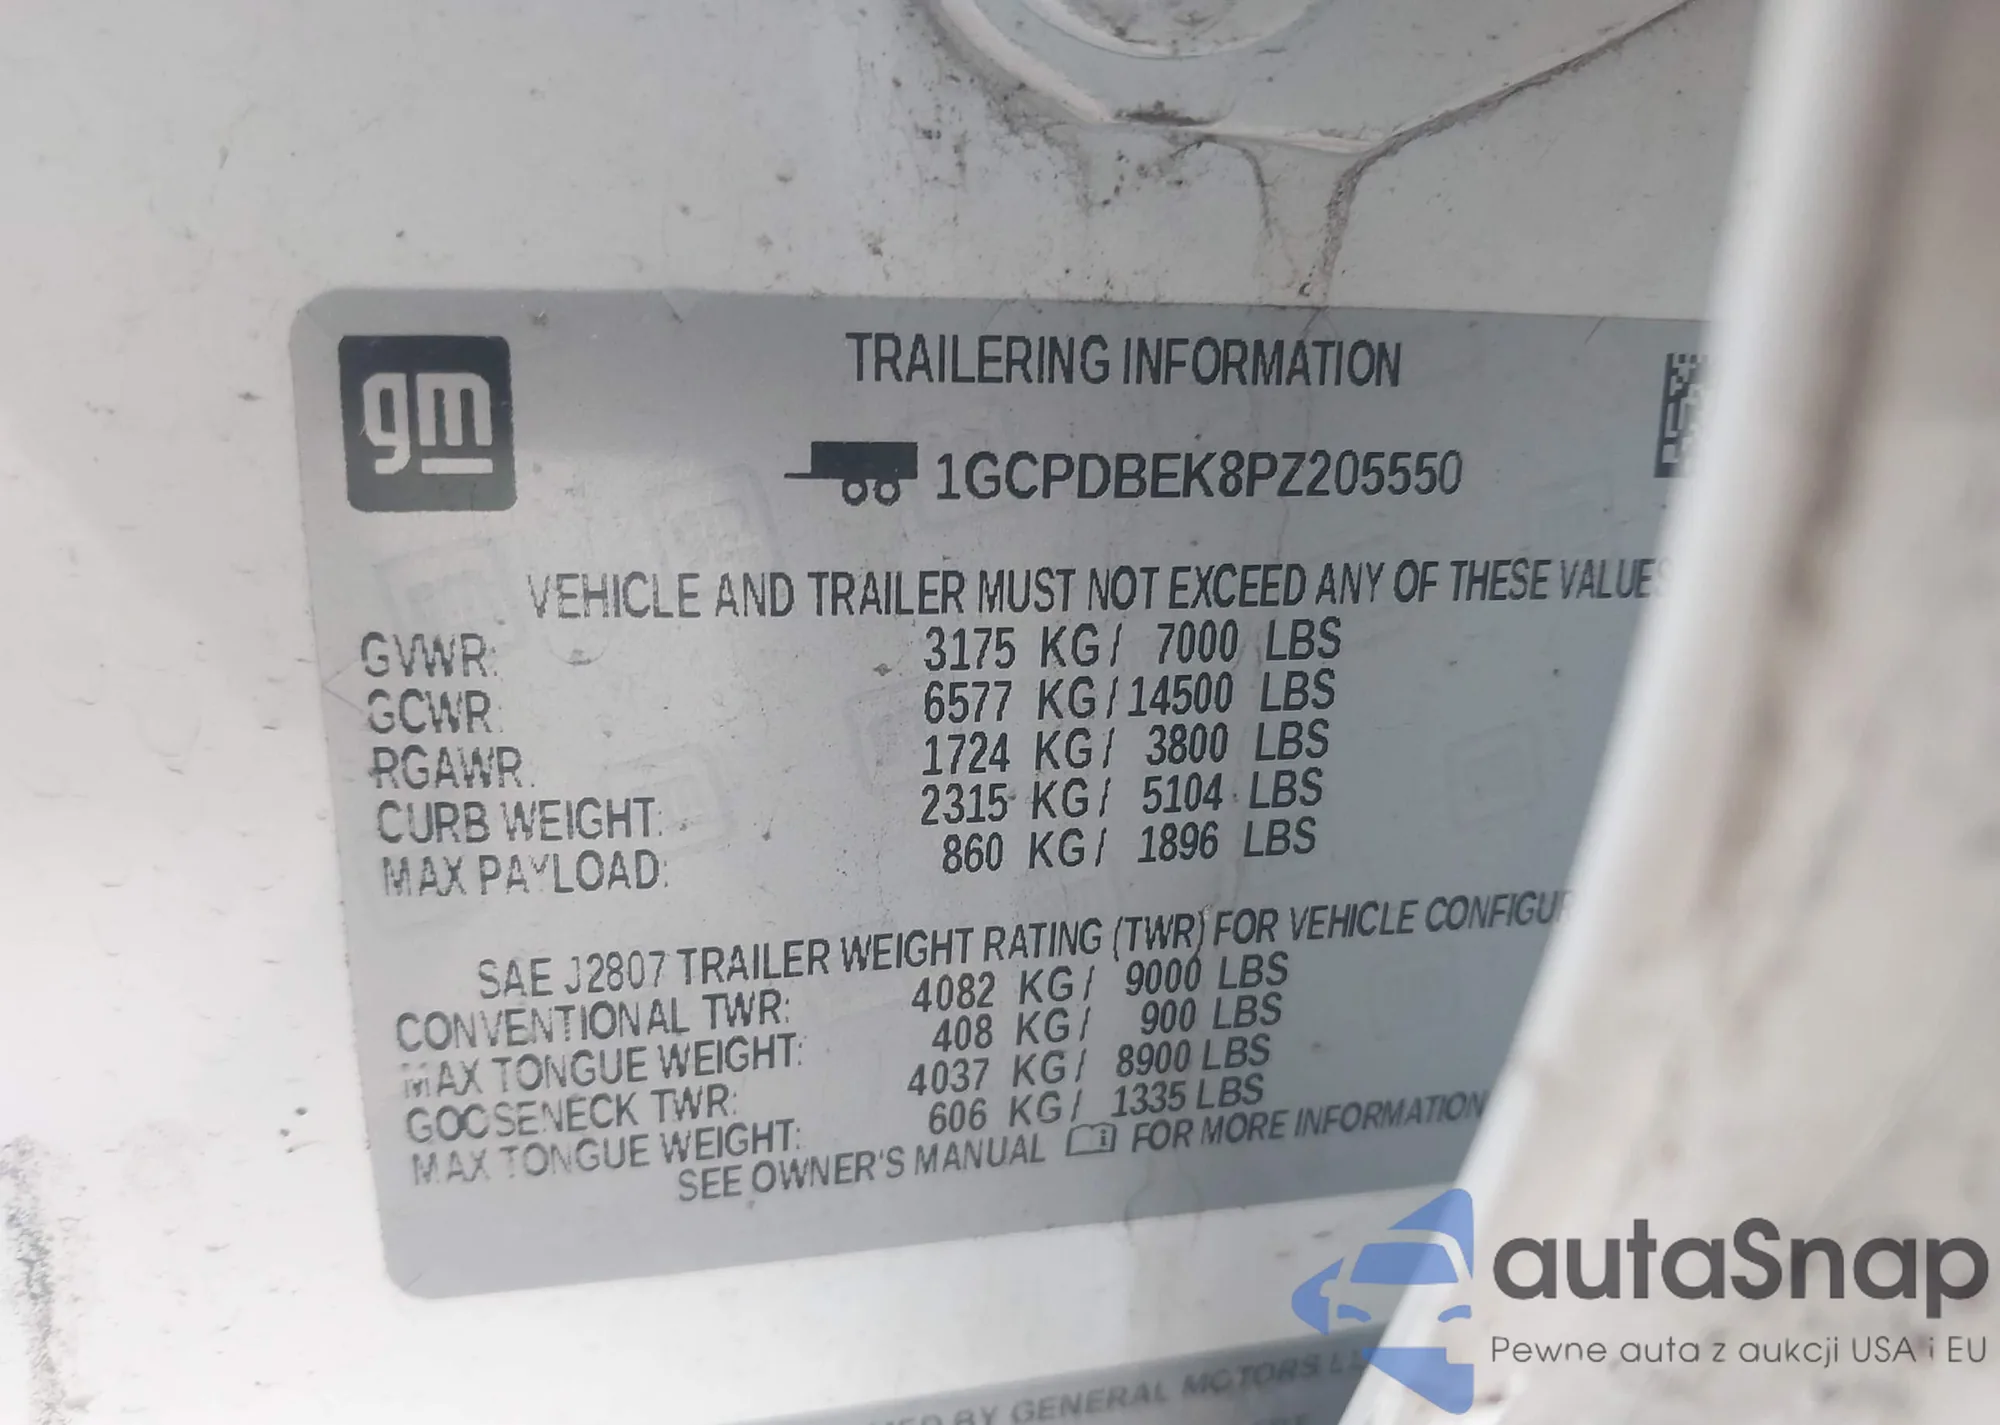 gm
TRAILERING INFORMATION
1GCPDBEK8PZ205550
VEHICLE AND TRAILER MUST NOT EXCEED ANY OF THESE VALUES
GVWR: 3175 KG / 7000 LBS
GCWR: 6577 KG / 14500 LBS
RGAWR: 1724 KG / 3800 LBS
CURB WEIGHT: 2315 KG / 5104 LBS
MAX PAYLOAD: 860 KG / 1896 LBS
SAE J2807 TRAILER WEIGHT RATING (TWR) FOR VEHICLE CONFIGU
CONVENTIONAL TWR: 4082 KG / 9000 LBS
MAX TONGUE WEIGHT: 408 KG / 900 LBS
GOOSENECK TWR: 4037 KG / 8900 LBS
MAX TONGUE WEIGHT: 606 KG / 1335 LBS
SEE OWNER'S MANUAL FOR MORE INFORMATION
BY GENERAL MOTORS
autaSnap
Pewne auta z aukcji USA i EU